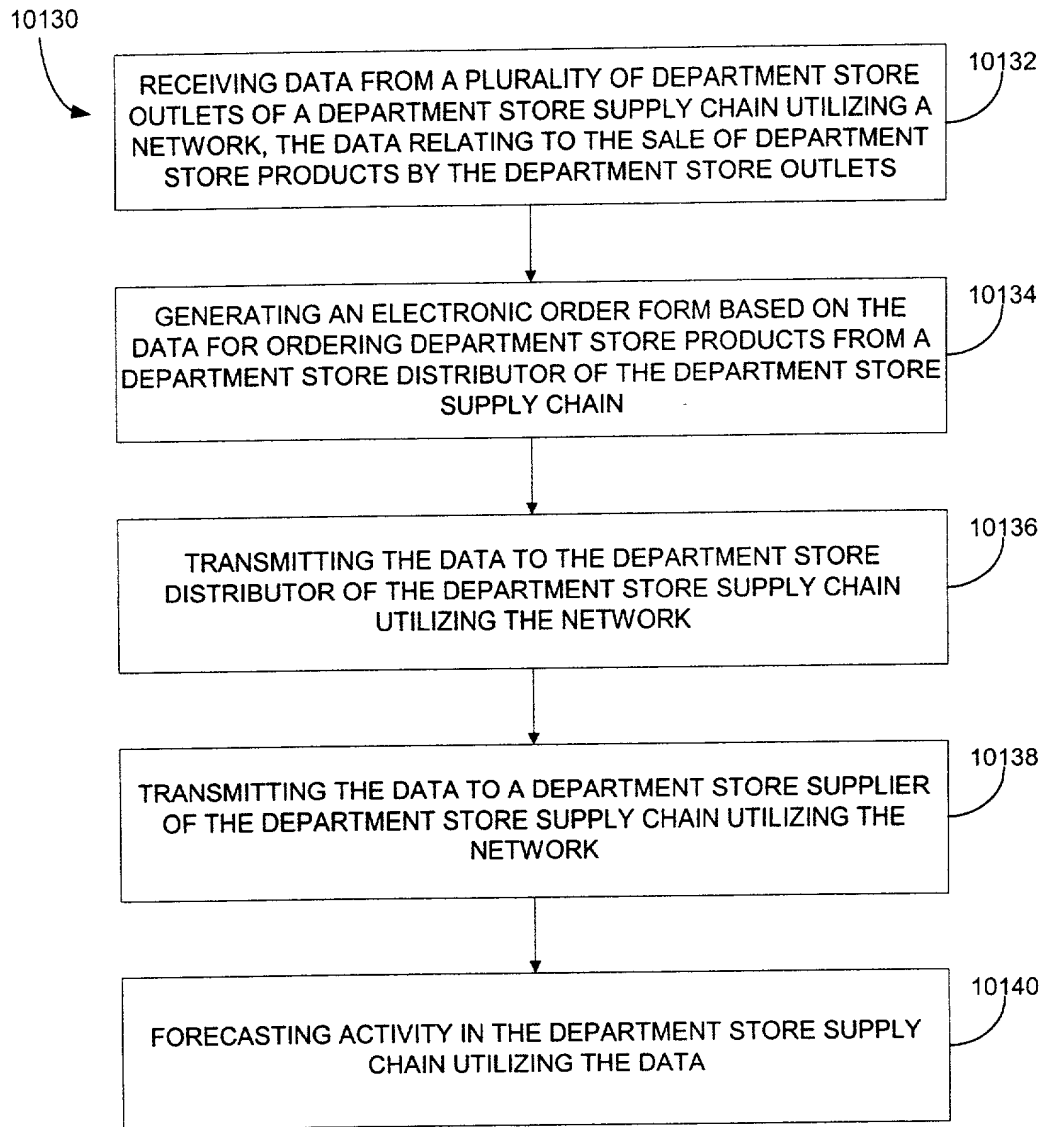 10130
RECEIVING DATA FROM A PLURALITY OF DEPARTMENT STORE
OUTLETS OF A DEPARTMENT STORE SUPPLY CHAIN UTILIZING A
NETWORK, THE DATA RELATING TO THE SALE OF DEPARTMENT
STORE PRODUCTS BY THE DEPARTMENT STORE OUTLETS
10132
GENERATING AN ELECTRONIC ORDER FORM BASED ON THE
DATA FOR ORDERING DEPARTMENT STORE PRODUCTS FROM A
DEPARTMENT STORE DISTRIBUTOR OF THE DEPARTMENT STORE
SUPPLY CHAIN
10134
TRANSMITTING THE DATA TO THE DEPARTMENT STORE
DISTRIBUTOR OF THE DEPARTMENT STORE SUPPLY CHAIN
UTILIZING THE NETWORK
10136
TRANSMITTING THE DATA TO A DEPARTMENT STORE SUPPLIER
OF THE DEPARTMENT STORE SUPPLY CHAIN UTILIZING THE
NETWORK
10138
FORECASTING ACTIVITY IN THE DEPARTMENT STORE SUPPLY
CHAIN UTILIZING THE DATA
10140